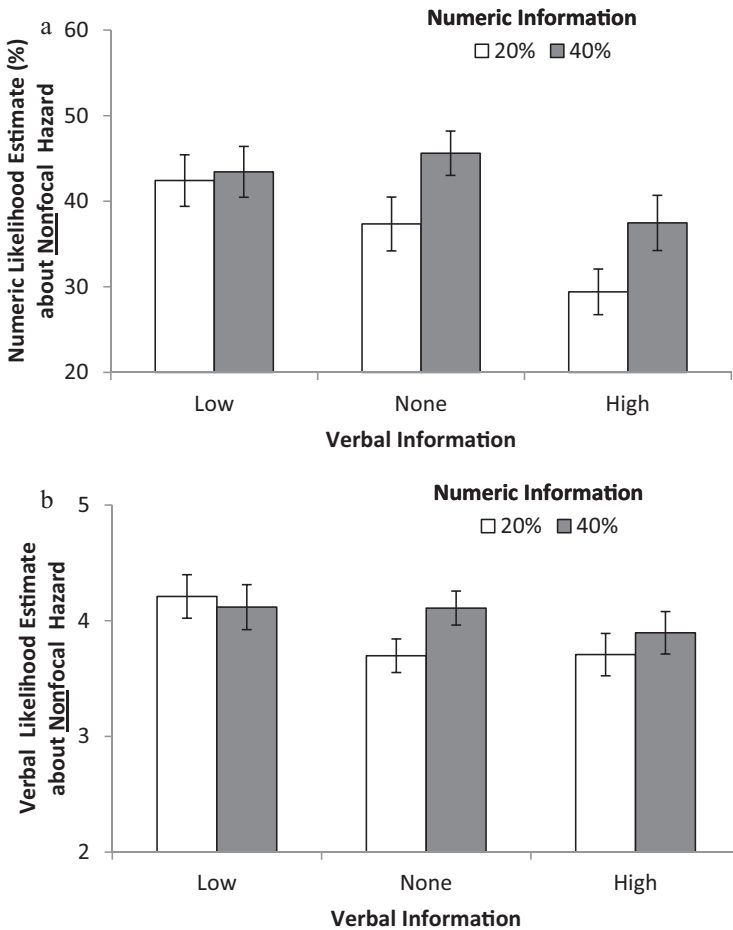 a
Numeric Information
20% 40%
Numeric Likelihood Estimate (%)
about Nonfocal Hazard
60
50
40
30
20
Low None High
Verbal Information
b
Numeric Information
20% 40%
Verbal Likelihood Estimate
about Nonfocal Hazard
5
4
3
2
Low None High
Verbal Information